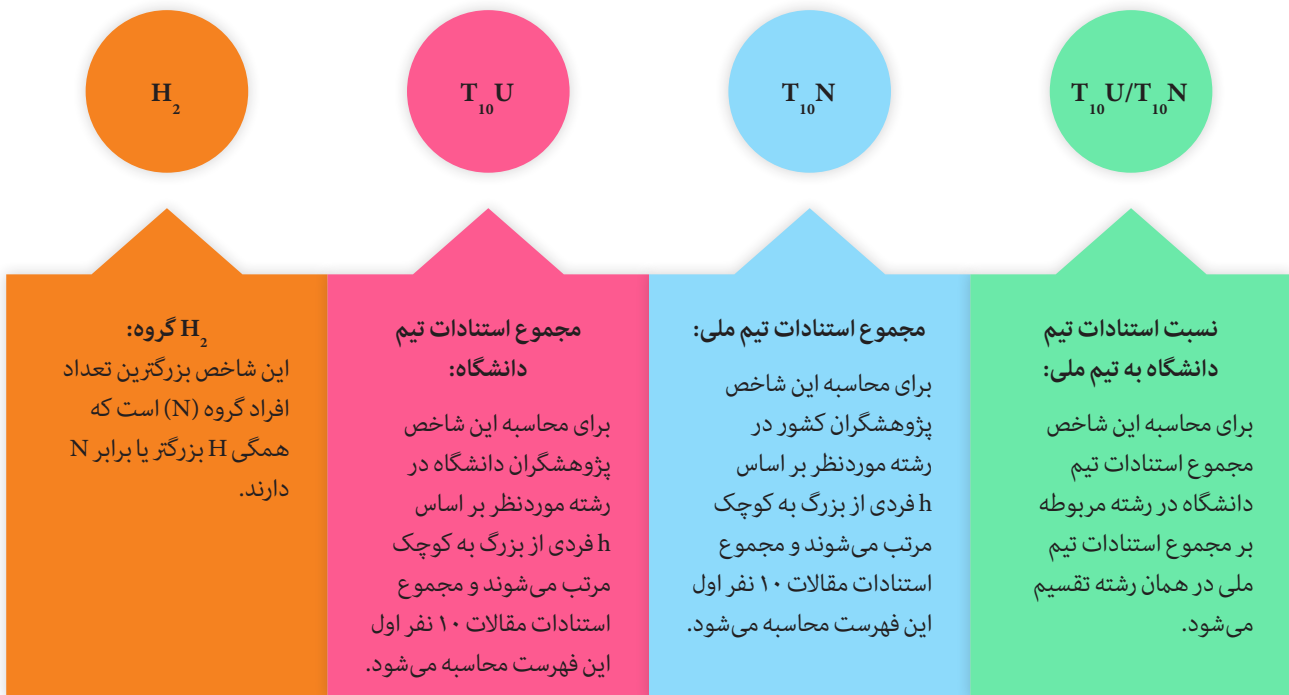 T₁₀U/T₁₀N
نسبت استنادات تیم
دانشگاه به تیم ملی:
برای محاسبه این شاخص
مجموع استنادات تیم
دانشگاه در رشته مربوطه
بر مجموع استنادات تیم
ملی در همان رشته تقسیم
می‌شود.
T₁₀N
مجموع استنادات تیم ملی:
برای محاسبه این شاخص
پژوهشگران کشور در
رشته موردنظر بر اساس
h فردی از بزرگ به کوچک
مرتب می‌شوند و مجموع
استنادات مقالات ۱۰ نفر اول
این فهرست محاسبه می‌شود.
T₁₀U
مجموع استنادات تیم
دانشگاه:
برای محاسبه این شاخص
پژوهشگران دانشگاه در
رشته موردنظر بر اساس
h فردی از بزرگ به کوچک
مرتب می‌شوند و مجموع
استنادات مقالات ۱۰ نفر اول
این فهرست محاسبه می‌شود.
H₂
H₂ گروه:
این شاخص بزرگترین تعداد
افراد گروه (N) است که
همگی H بزرگتر یا برابر N
دارند.